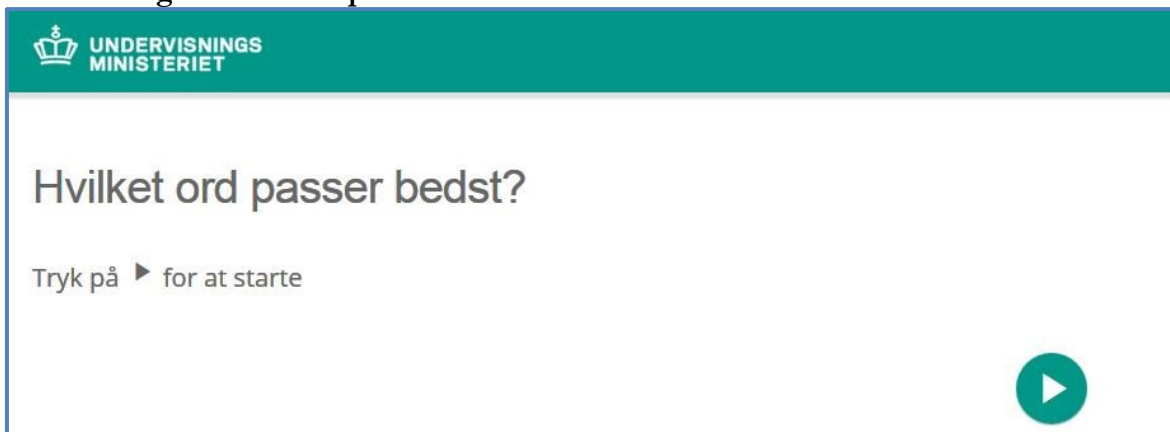 UNDERVISNINGS
MINISTERIET
Hvilket ord passer bedst?
Tryk på ▶ for at starte